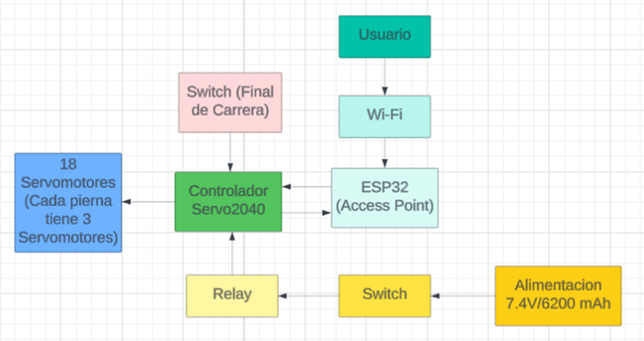 Usuario
Switch (Final
de Carrera)
Wi-Fi
18
Servomotores
(Cada pierna
tiene 3
Servomotores)
Controlador
Servo2040
ESP32
(Access Point)
Relay
Switch
Alimentacion
7.4V/6200 mAh